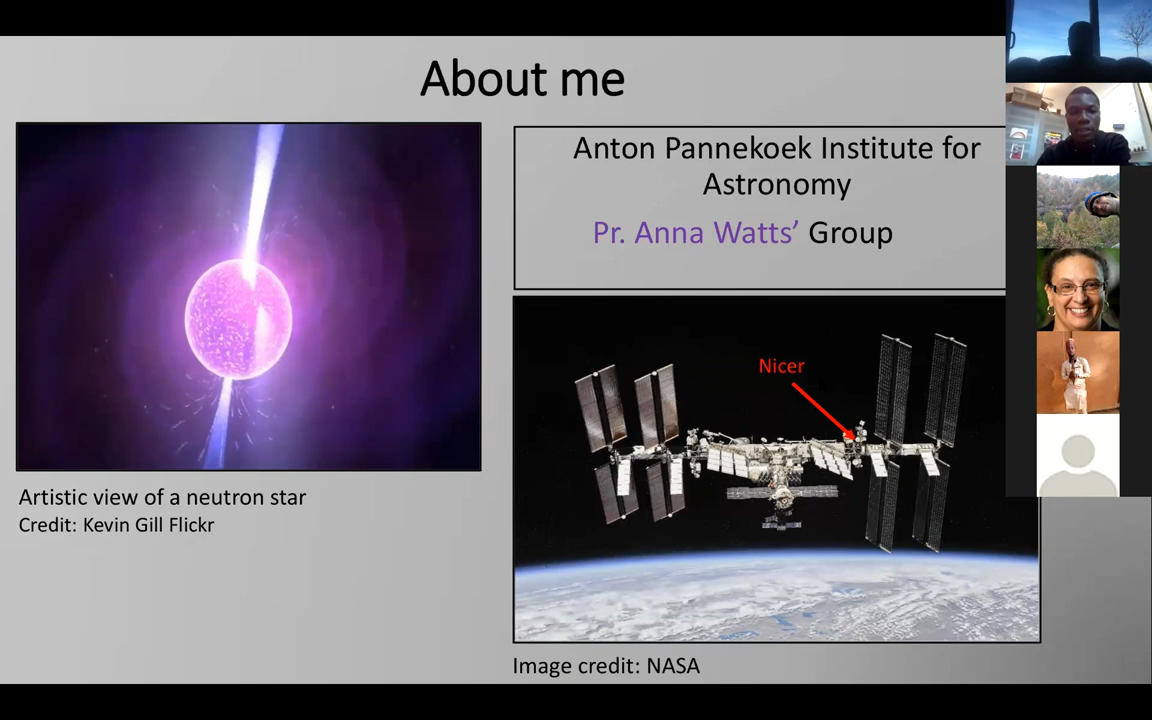 About me
Anton Pannekoek Institute for
Astronomy
Pr. Anna Watts’ Group
Nicer
Artistic view of a neutron star
Credit: Kevin Gill Flickr
Image credit: NASA